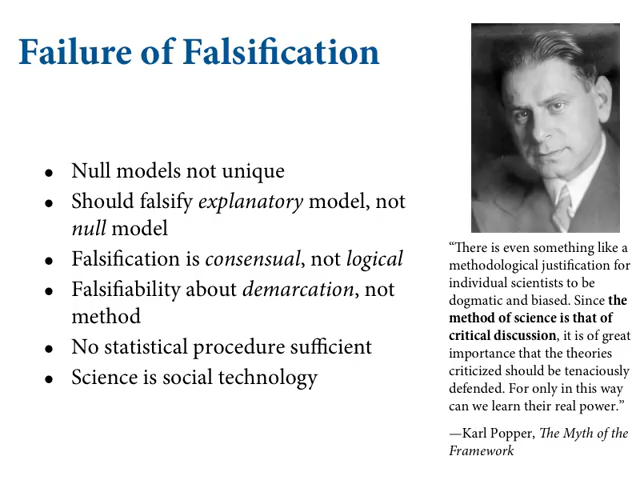 Failure of Falsification
• Null models not unique
• Should falsify explanatory model, not
null model
• Falsification is consensual, not logical
• Falsifiability about demarcation, not
method
• No statistical procedure sufficient
• Science is social technology
“There is even something like a
methodological justification for
individual scientists to be
dogmatic and biased. Since the
method of science is that of
critical discussion, it is of great
importance that the theories
criticized should be tenaciously
defended. For only in this way
can we learn their real power.”
—Karl Popper, The Myth of the
Framework